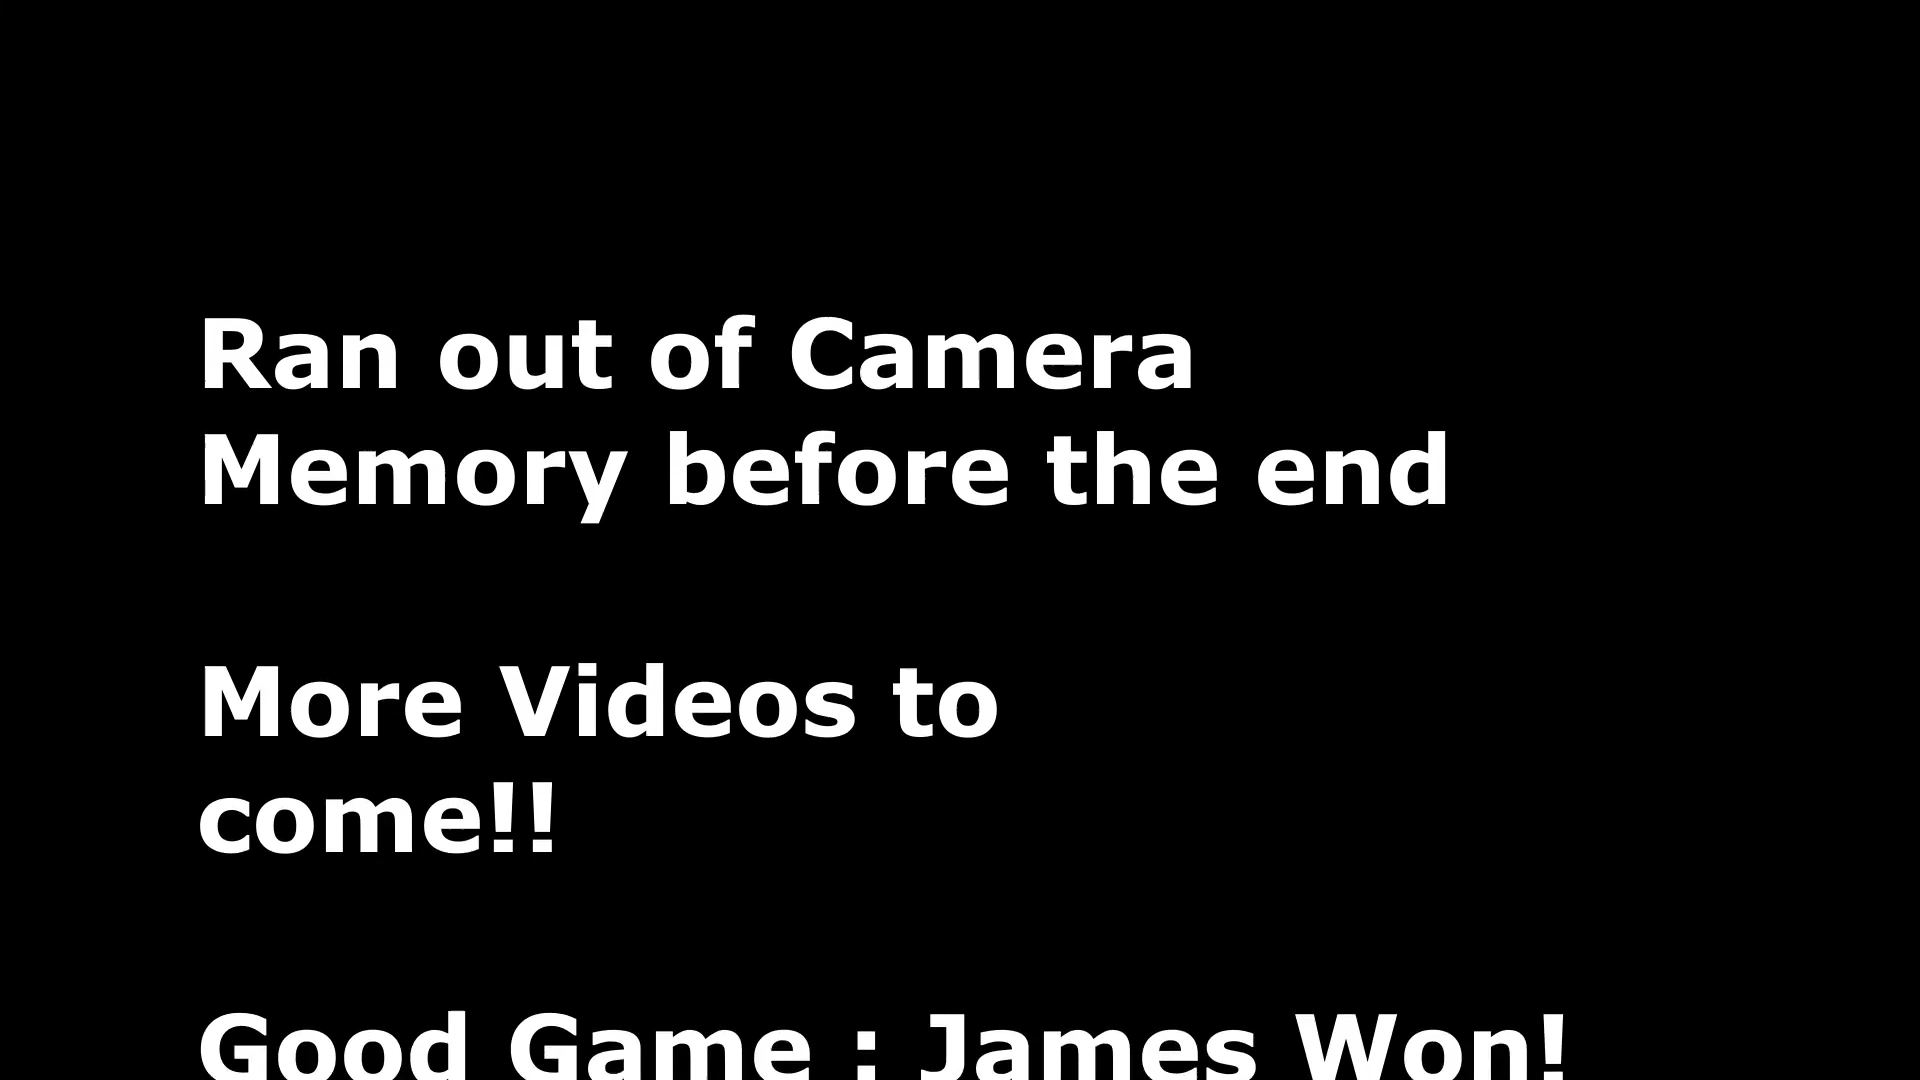 Ran out of Camera
Memory before the end
More Videos to
come!!
Good Game : James Won!